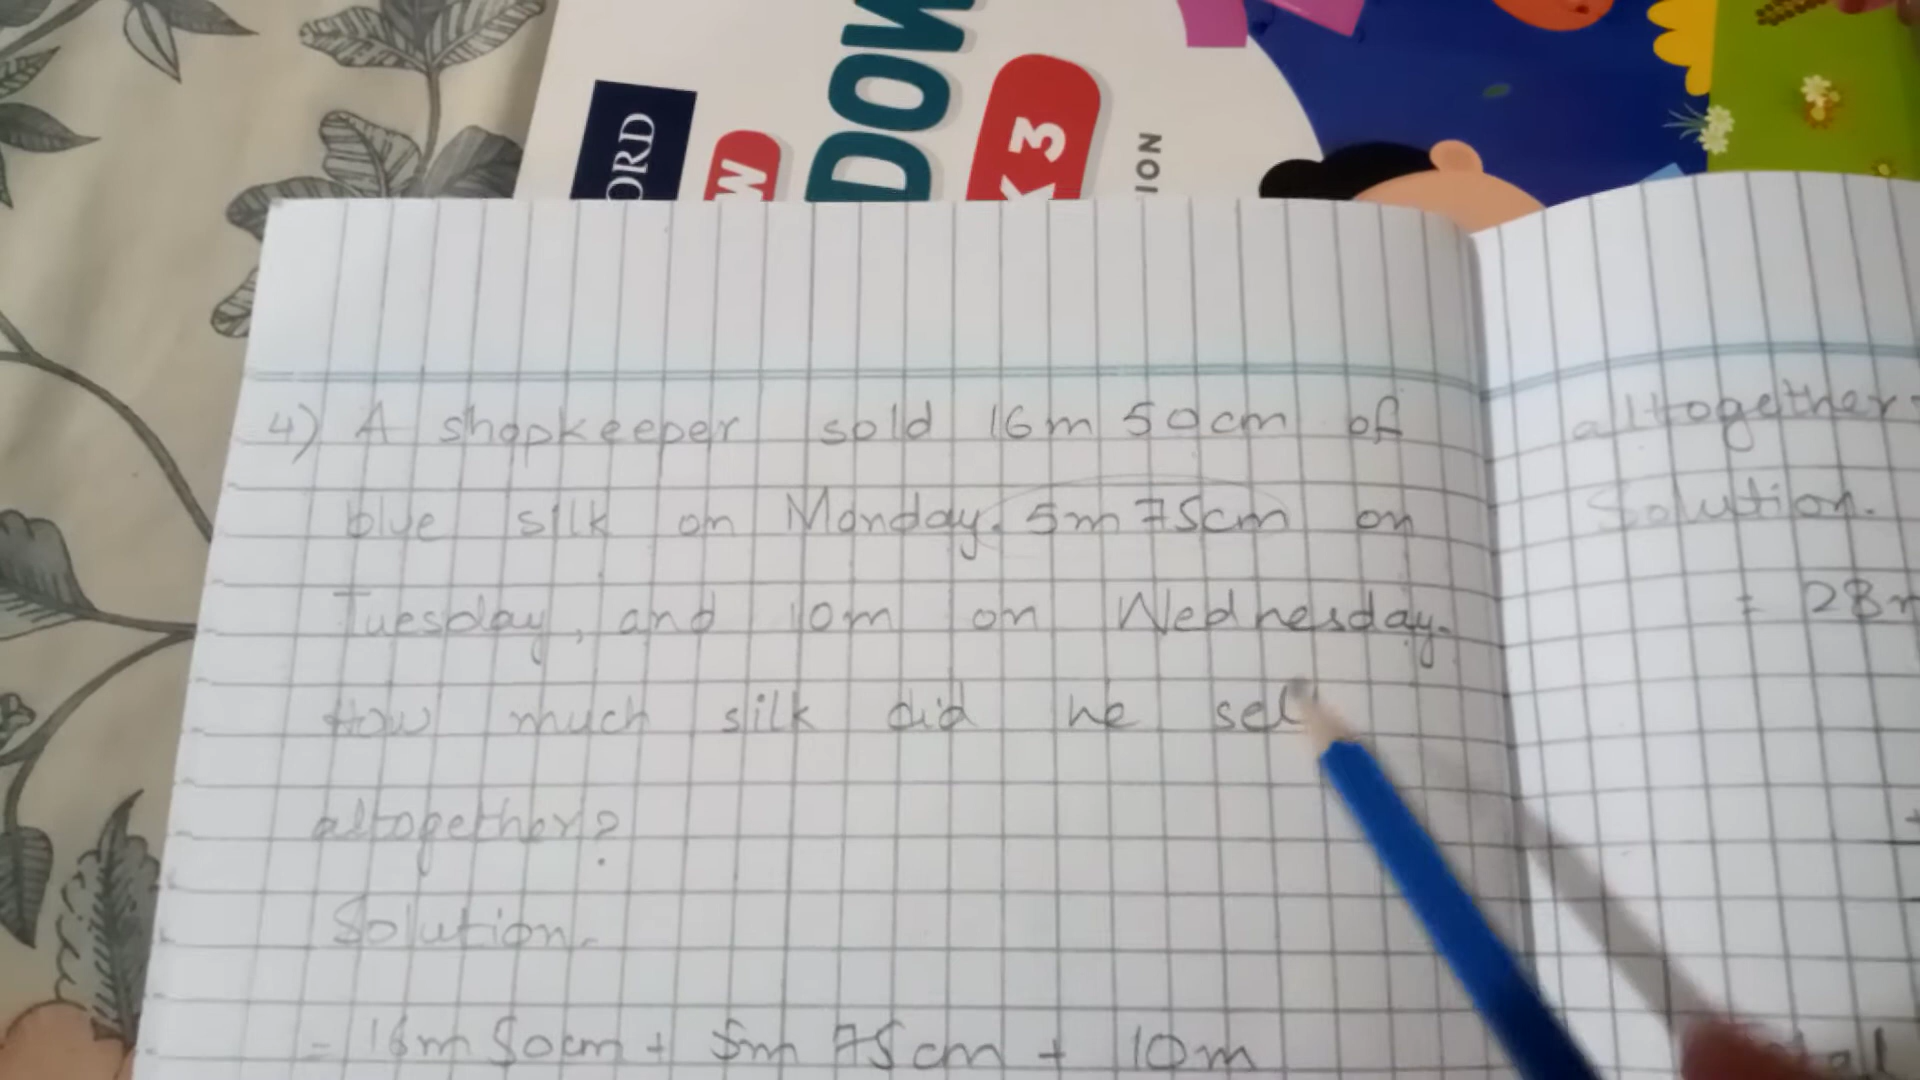 ORD
W
DOW
K 3
ION
4) A shopkeeper sold 16m 50cm of
blue silk on Monday. 5m 75cm on
Tuesday, and 10m on Wednesday.
How much silk did he sel
altogether?
Solution.
= 16m 50cm + 5m 75cm + 10m
altogether
Solution.
= 28m